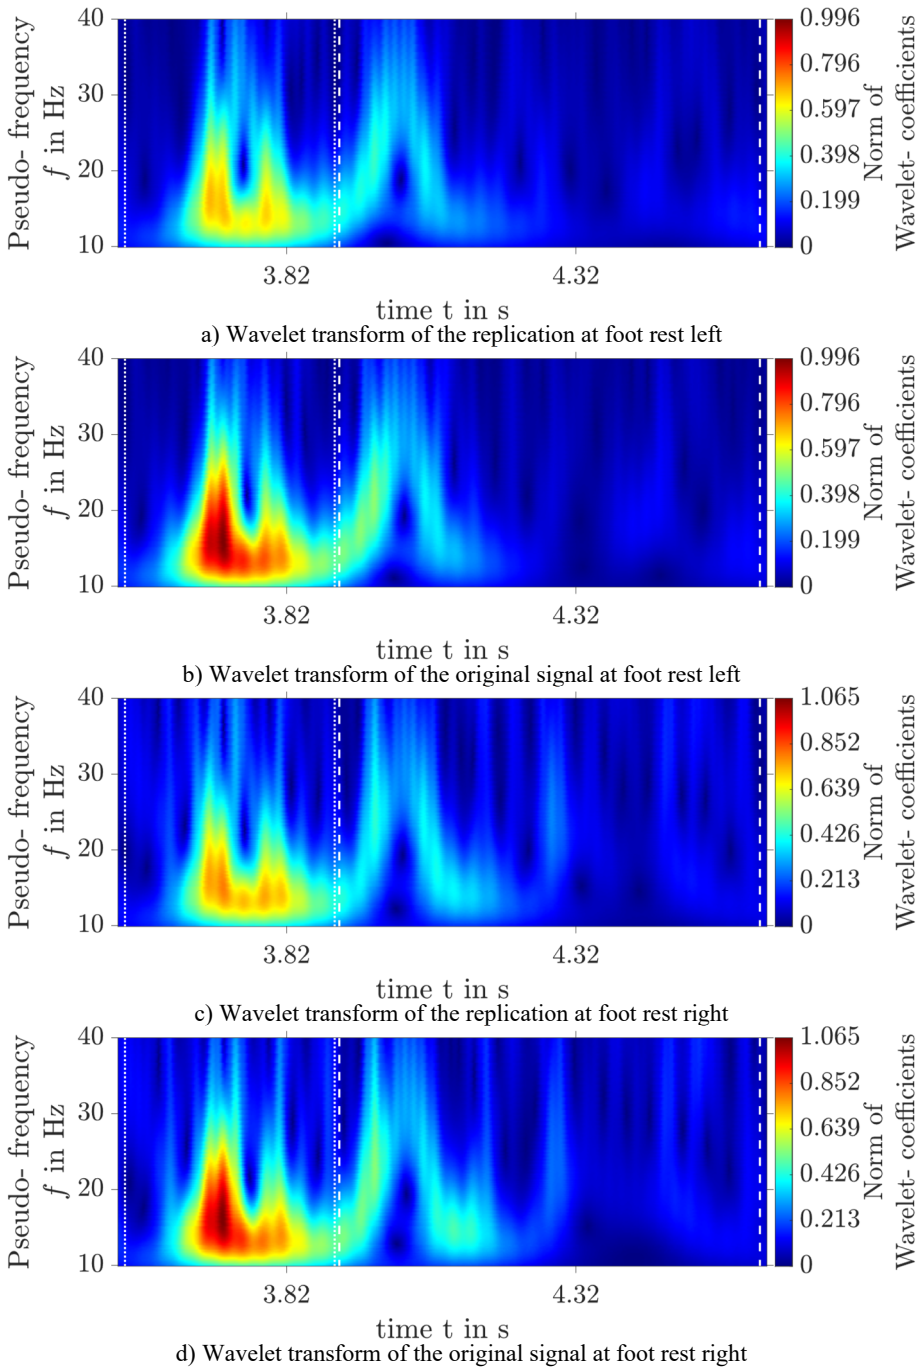 40
30
20
10
Pseudo- frequency
f in Hz
3.82
4.32
time t in s
0.996
0.796
0.597
0.398
0.199
0
Norm of
Wavelet- coefficients
a) Wavelet transform of the replication at foot rest left
40
30
20
10
Pseudo- frequency
f in Hz
3.82
4.32
time t in s
0.996
0.796
0.597
0.398
0.199
0
Norm of
Wavelet- coefficients
b) Wavelet transform of the original signal at foot rest left
40
30
20
10
Pseudo- frequency
f in Hz
3.82
4.32
time t in s
1.065
0.852
0.639
0.426
0.213
0
Norm of
Wavelet- coefficients
c) Wavelet transform of the replication at foot rest right
40
30
20
10
Pseudo- frequency
f in Hz
3.82
4.32
time t in s
1.065
0.852
0.639
0.426
0.213
0
Norm of
Wavelet- coefficients
d) Wavelet transform of the original signal at foot rest right